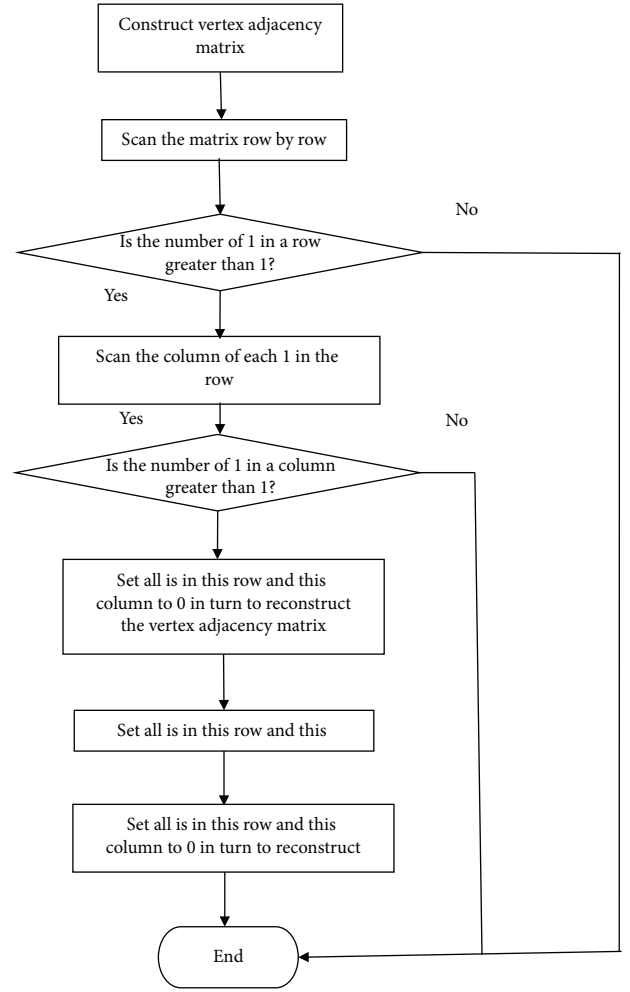 Construct vertex adjacency
matrix
Scan the matrix row by row
No
Is the number of 1 in a row
greater than 1?
Yes
Scan the column of each 1 in the
row
Yes
No
Is the number of 1 in a column
greater than 1?
Set all is in this row and this
column to 0 in turn to reconstruct
the vertex adjacency matrix
Set all is in this row and this
Set all is in this row and this
column to 0 in turn to reconstruct
End